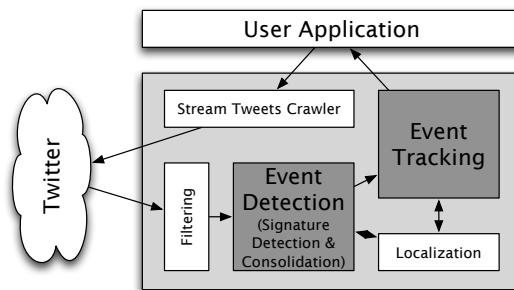 User Application
Stream Tweets Crawler
Event
Tracking
Twitter
Filtering
Event
Detection
(Signature
Detection &
Consolidation)
Localization